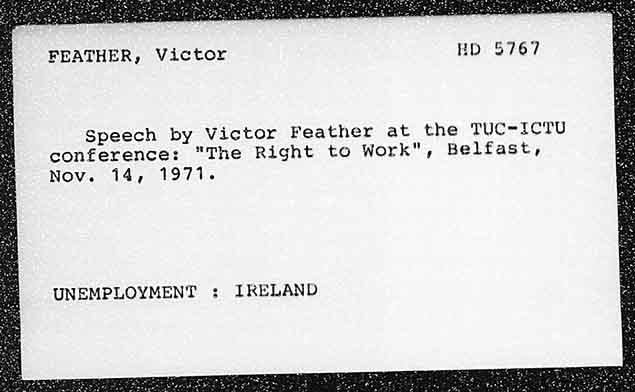 FEATHER, Victor
HD 5767
Speech by Victor Feather at the TUC-ICTU
conference: "The Right to Work", Belfast,
Nov. 14, 1971.
UNEMPLOYMENT : IRELAND